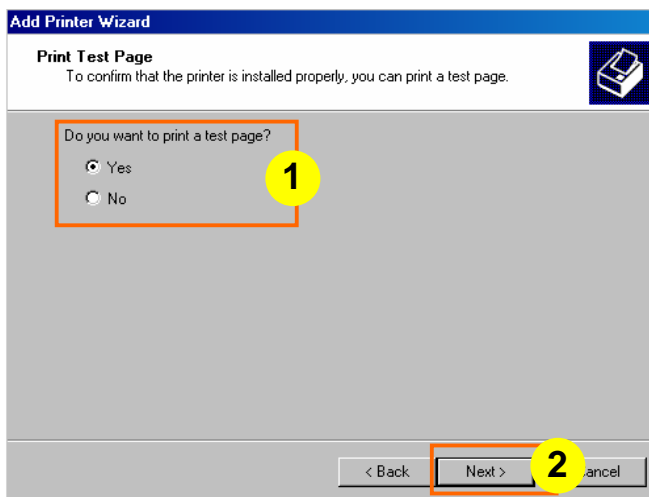 Add Printer Wizard
Print Test Page
To confirm that the printer is installed properly, you can print a test page.
Do you want to print a test page?
Yes
No
1
< Back Next > 2 ancel